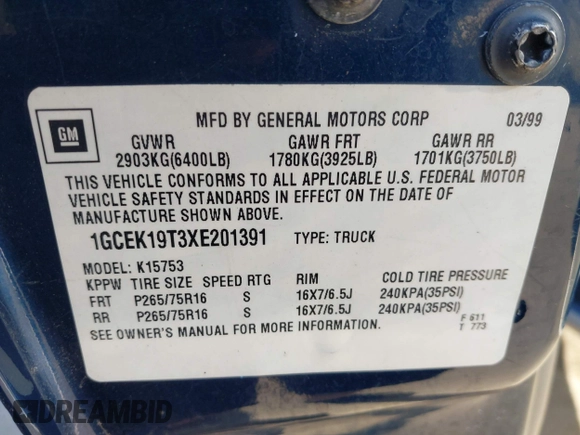 GM
MFD BY GENERAL MOTORS CORP 03/99
GVWR GAWR FRT GAWR RR
2903KG(6400LB) 1780KG(3925LB) 1701KG(3750LB)
THIS VEHICLE CONFORMS TO ALL APPLICABLE U.S. FEDERAL MOTOR
VEHICLE SAFETY STANDARDS IN EFFECT ON THE DATE OF
MANUFACTURE SHOWN ABOVE.
1GCEK19T3XE201391 TYPE: TRUCK
MODEL: K15753
KPPW TIRE SIZE SPEED RTG RIM COLD TIRE PRESSURE
FRT P265/75R16 S 16X7/6.5J 240KPA(35PSI)
RR P265/75R16 S 16X7/6.5J 240KPA(35PSI)
SEE OWNER'S MANUAL FOR MORE INFORMATION.
F 611
T 773
DREAMBID